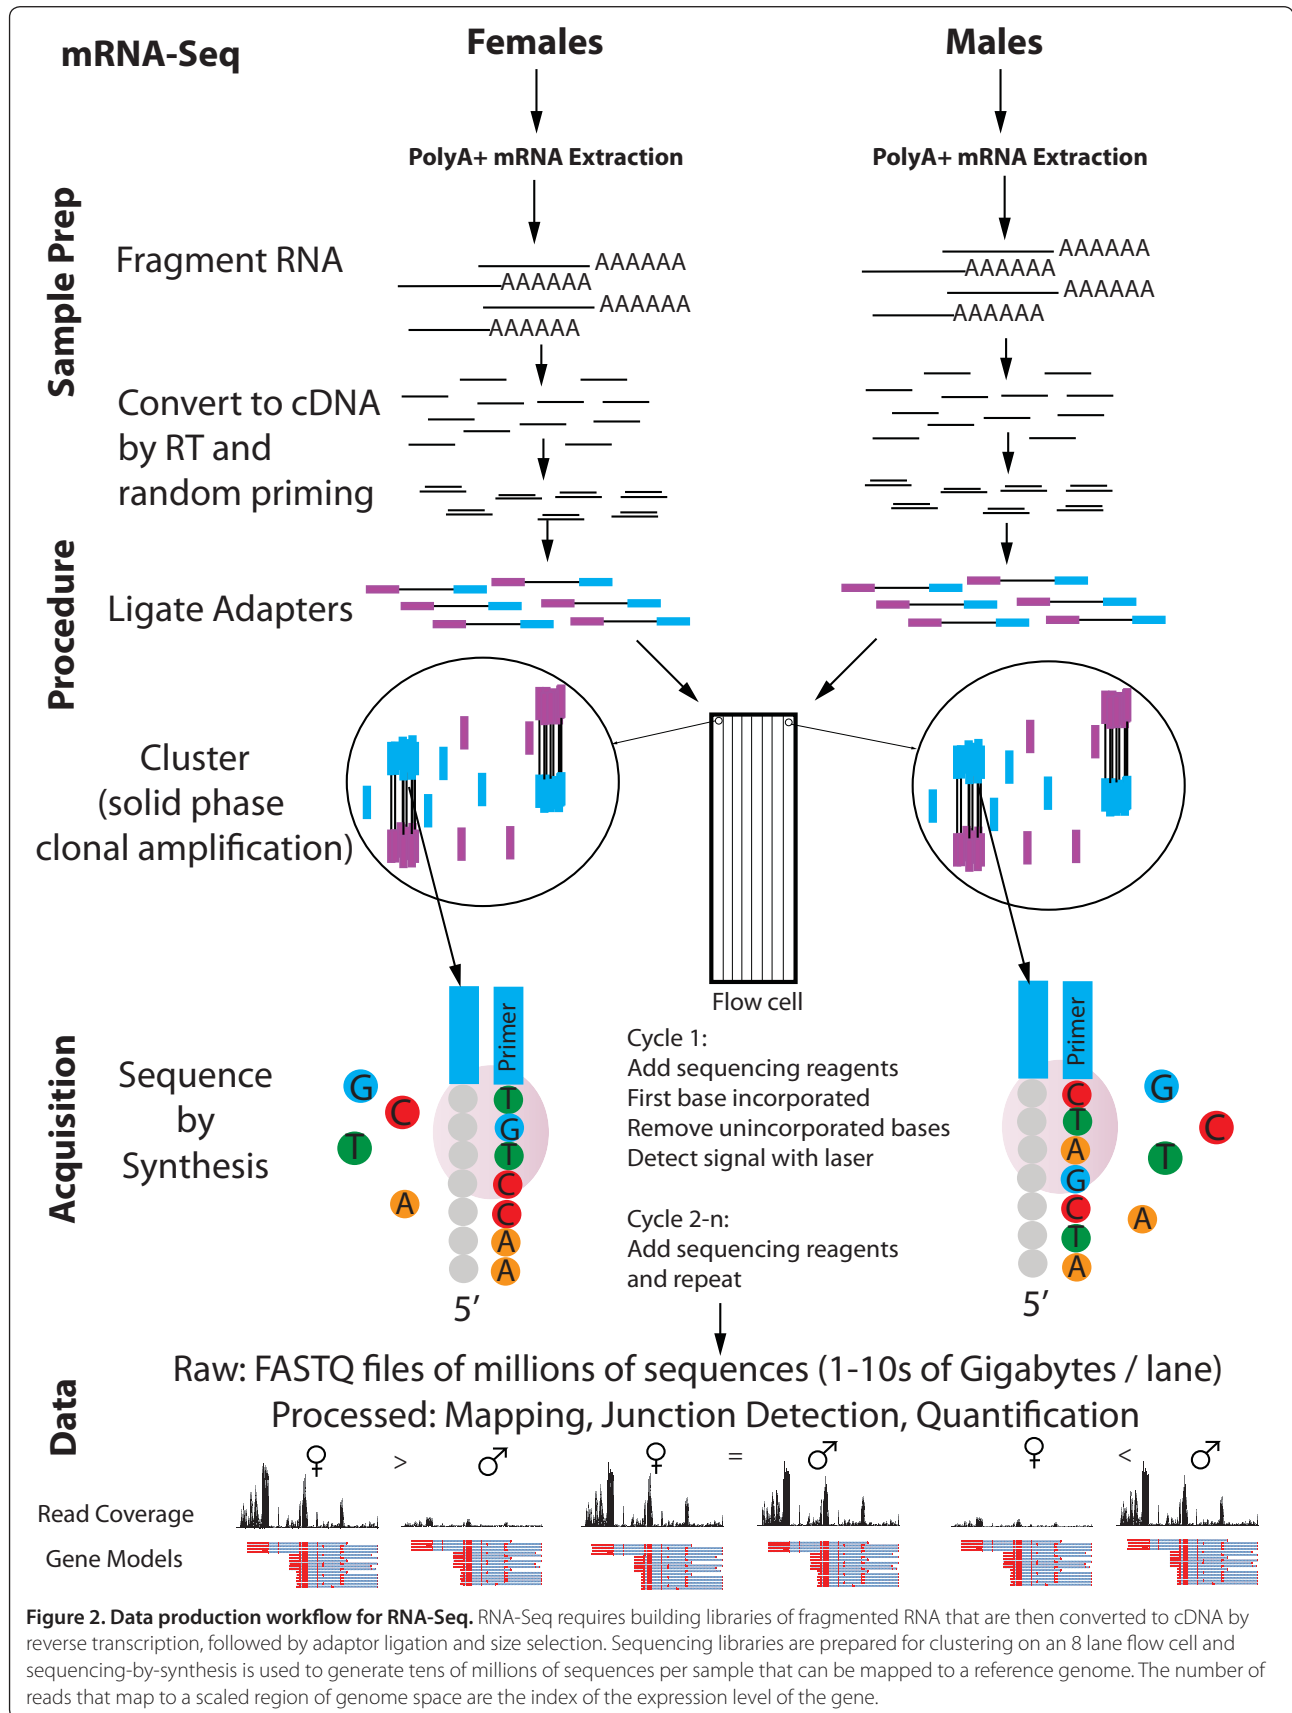 mRNA-Seq
Females
Males
PolyA+ mRNA Extraction
PolyA+ mRNA Extraction
Sample Prep
Fragment RNA
AAAAAA
AAAAAA
AAAAAA
AAAAAA
AAAAAA
AAAAAA
AAAAAA
AAAAAA
Convert to cDNA
by RT and
random priming
Procedure
Ligate Adapters
Cluster
(solid phase
clonal amplification)
Flow cell
Acquisition
Sequence
by
Synthesis
G
C
T
A
Primer
T
G
T
C
C
A
A
5′
Cycle 1:
Add sequencing reagents
First base incorporated
Remove unincorporated bases
Detect signal with laser
Cycle 2-n:
Add sequencing reagents
and repeat
Primer
C
T
A
G
C
T
A
5′
G
C
T
A
Data
Raw: FASTQ files of millions of sequences (1-10s of Gigabytes / lane)
Processed: Mapping, Junction Detection, Quantification
♀ > ♂ ♀ = ♂ ♀ < ♂
Read Coverage
Gene Models
Figure 2. Data production workflow for RNA-Seq. RNA-Seq requires building libraries of fragmented RNA that are then converted to cDNA by
reverse transcription, followed by adaptor ligation and size selection. Sequencing libraries are prepared for clustering on an 8 lane flow cell and
sequencing-by-synthesis is used to generate tens of millions of sequences per sample that can be mapped to a reference genome. The number of
reads that map to a scaled region of genome space are the index of the expression level of the gene.